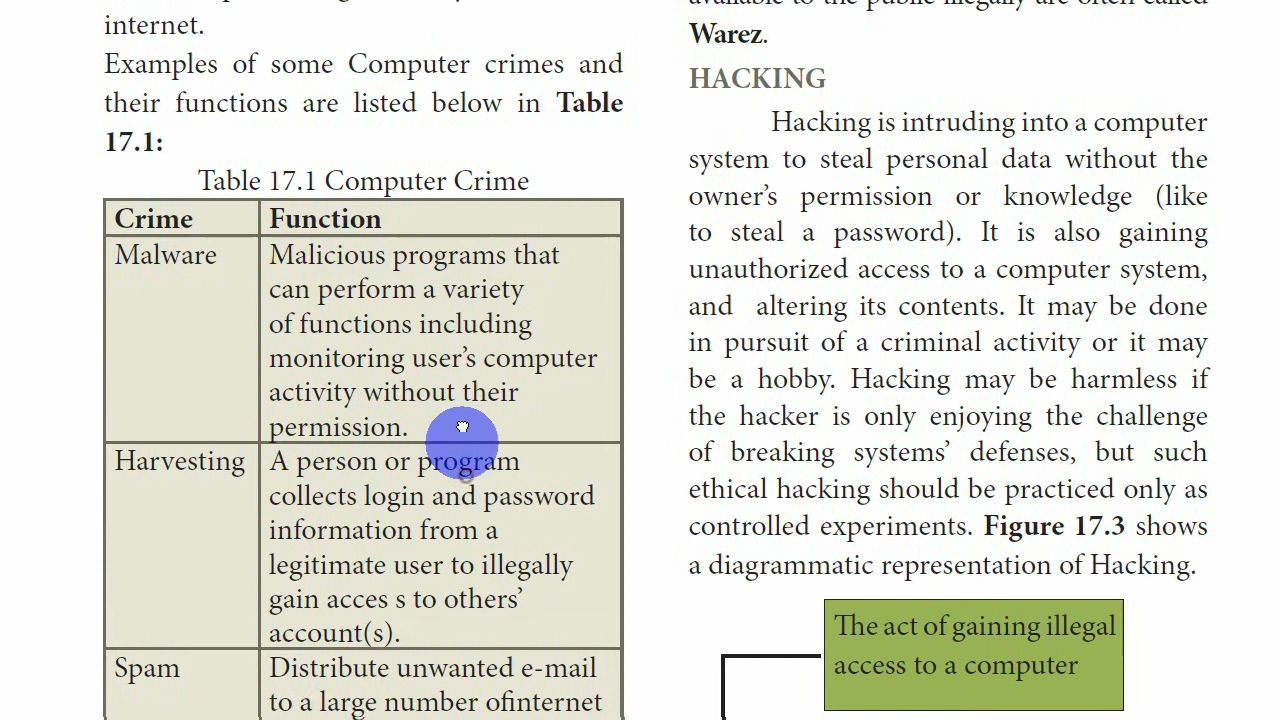 internet.
Examples of some Computer crimes and
their functions are listed below in Table
17.1:
Table 17.1 Computer Crime
Crime Function
Malware Malicious programs that
can perform a variety
of functions including
monitoring user's computer
activity without their
permission.
Harvesting A person or program
collects login and password
information from a
legitimate user to illegally
gain acces s to others'
account(s).
Spam Distribute unwanted e-mail
to a large number ofinternet
available to the public illegally are often called
Warez.
HACKING
Hacking is intruding into a computer
system to steal personal data without the
owner's permission or knowledge (like
to steal a password). It is also gaining
unauthorized access to a computer system,
and altering its contents. It may be done
in pursuit of a criminal activity or it may
be a hobby. Hacking may be harmless if
the hacker is only enjoying the challenge
of breaking systems' defenses, but such
ethical hacking should be practiced only as
controlled experiments. Figure 17.3 shows
a diagrammatic representation of Hacking.
The act of gaining illegal
access to a computer